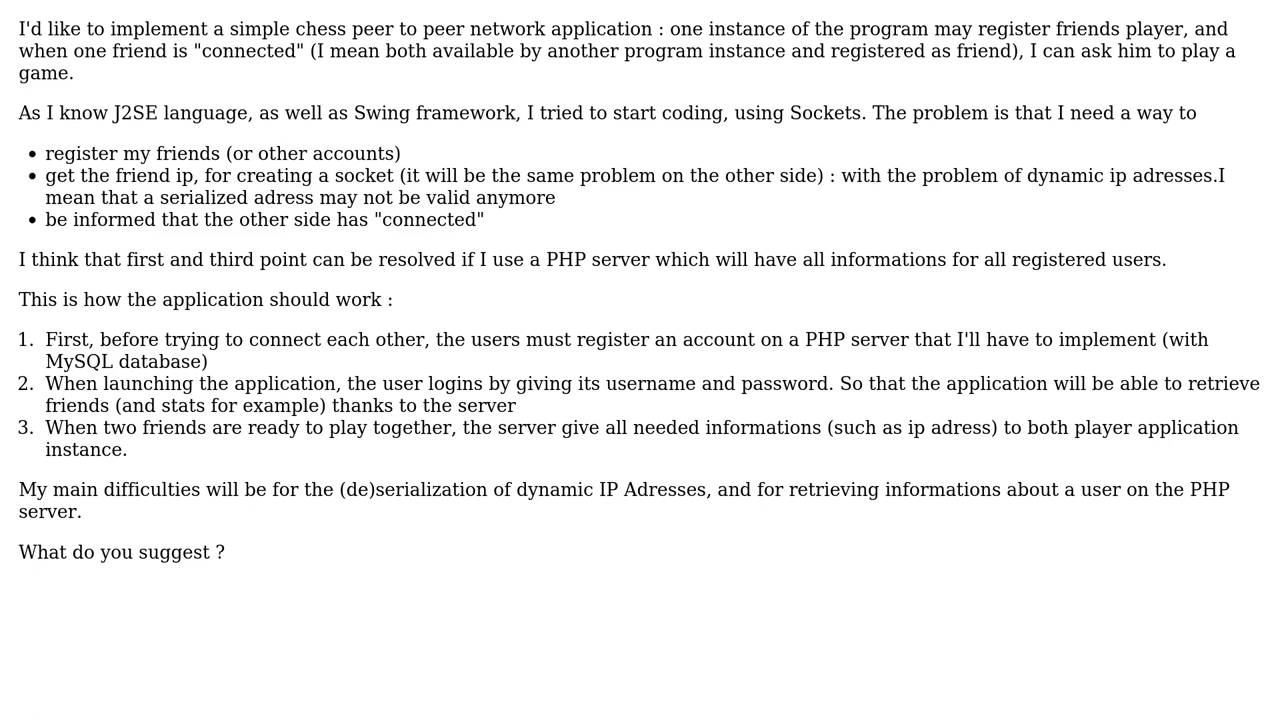 I'd like to implement a simple chess peer to peer network application : one instance of the program may register friends player, and
when one friend is "connected" (I mean both available by another program instance and registered as friend), I can ask him to play a
game.
As I know J2SE language, as well as Swing framework, I tried to start coding, using Sockets. The problem is that I need a way to
• register my friends (or other accounts)
• get the friend ip, for creating a socket (it will be the same problem on the other side) : with the problem of dynamic ip adresses.I
mean that a serialized adress may not be valid anymore
• be informed that the other side has "connected"
I think that first and third point can be resolved if I use a PHP server which will have all informations for all registered users.
This is how the application should work :
1. First, before trying to connect each other, the users must register an account on a PHP server that I'll have to implement (with
MySQL database)
2. When launching the application, the user logins by giving its username and password. So that the application will be able to retrieve
friends (and stats for example) thanks to the server
3. When two friends are ready to play together, the server give all needed informations (such as ip adress) to both player application
instance.
My main difficulties will be for the (de)serialization of dynamic IP Adresses, and for retrieving informations about a user on the PHP
server.
What do you suggest ?